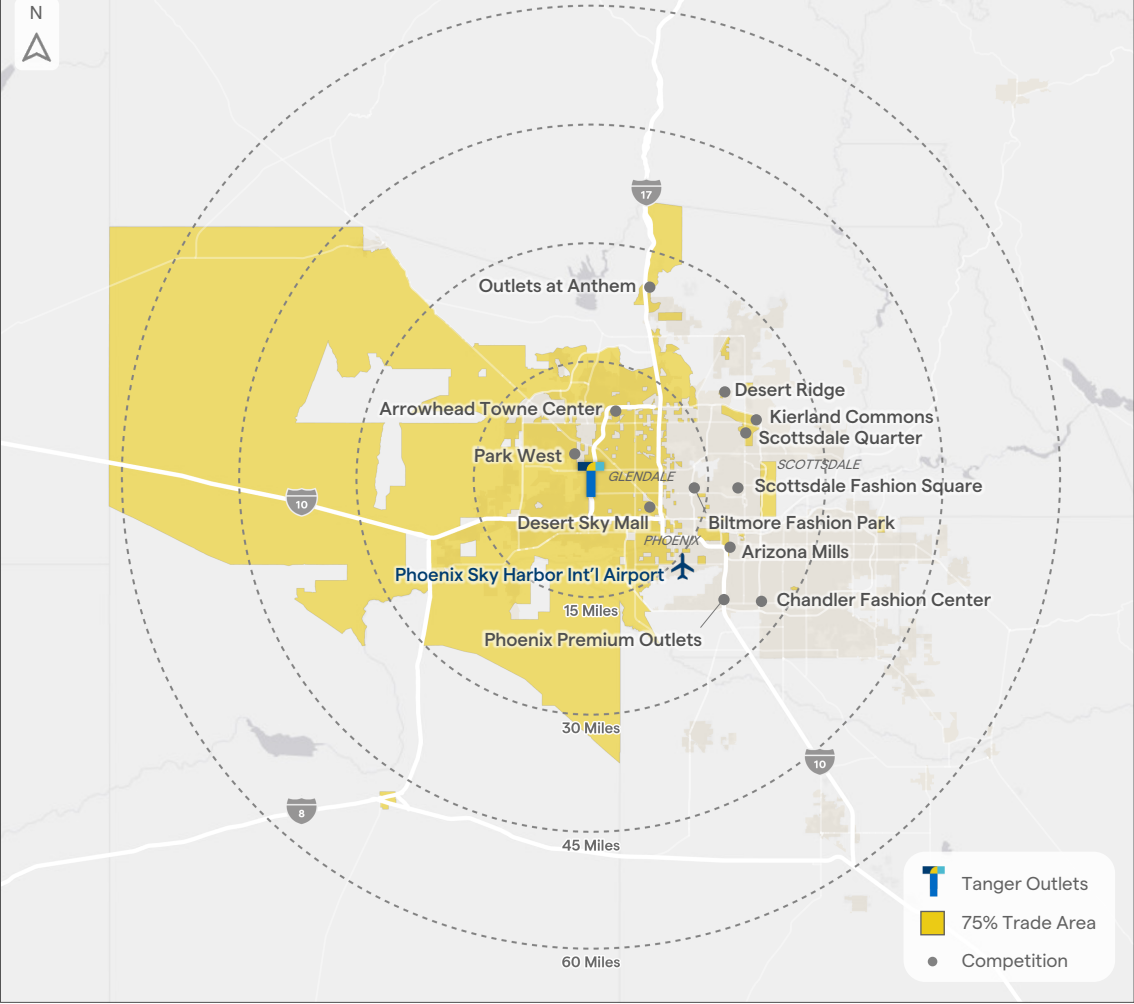 N
17
Outlets at Anthem
Desert Ridge
Arrowhead Towne Center
Kierland Commons
Scottsdale Quarter
Park West
SCOTTSDALE
GLENDALE
Scottsdale Fashion Square
10
Desert Sky Mall
Biltmore Fashion Park
PHOENIX
Arizona Mills
Phoenix Sky Harbor Int’l Airport
Chandler Fashion Center
15 Miles
Phoenix Premium Outlets
30 Miles
10
8
45 Miles
Tanger Outlets
75% Trade Area
Competition
60 Miles